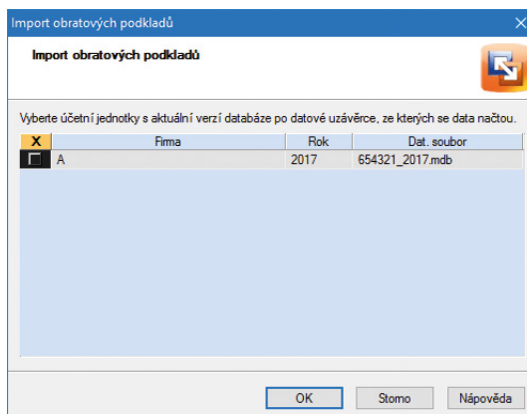 Import obratových podkladů
Import obratových podkladů
Vyberte účetní jednotky s aktuální verzí databáze po datové uzávěrce, ze kterých se data načtou.
X Firma Rok Dat. soubor
A 2017 654321_2017.mdb
OK Storno Nápověda